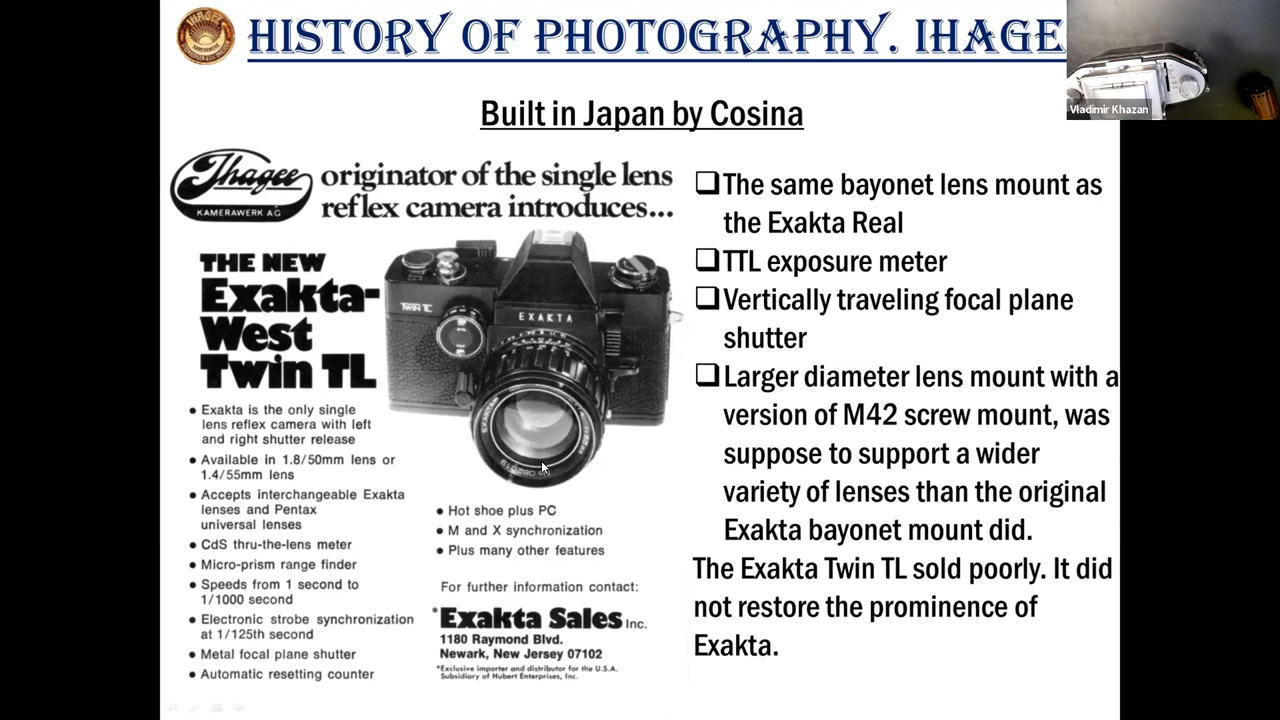 HISTORY OF PHOTOGRAPHY. IHAGE
Vladimir Khazan
Built in Japan by Cosina
Ihagee
KAMERAWERK AG
originator of the single lens
reflex camera introduces...
THE NEW
Exakta-
West
Twin TL
TWIN TL
EXAKTA
• Exakta is the only single
lens reflex camera with left
and right shutter release
• Available in 1.8/50mm lens or
1.4/55mm lens
• Accepts interchangeable Exakta
lenses and Pentax
universal lenses
• CdS thru-the-lens meter
• Micro-prism range finder
• Speeds from 1 second to
1/1000 second
• Electronic strobe synchronization
at 1/125th second
• Metal focal plane shutter
• Automatic resetting counter
• Hot shoe plus PC
• M and X synchronization
• Plus many other features
For further information contact:
*Exakta Sales Inc.
1180 Raymond Blvd.
Newark, New Jersey 07102
*Exclusive importer and distributor for the U.S.A.
Subsidiary of Hubert Enterprises, Inc.
❑The same bayonet lens mount as
the Exakta Real
❑TTL exposure meter
❑Vertically traveling focal plane
shutter
❑Larger diameter lens mount with a
version of M42 screw mount, was
suppose to support a wider
variety of lenses than the original
Exakta bayonet mount did.
The Exakta Twin TL sold poorly. It did
not restore the prominence of
Exakta.